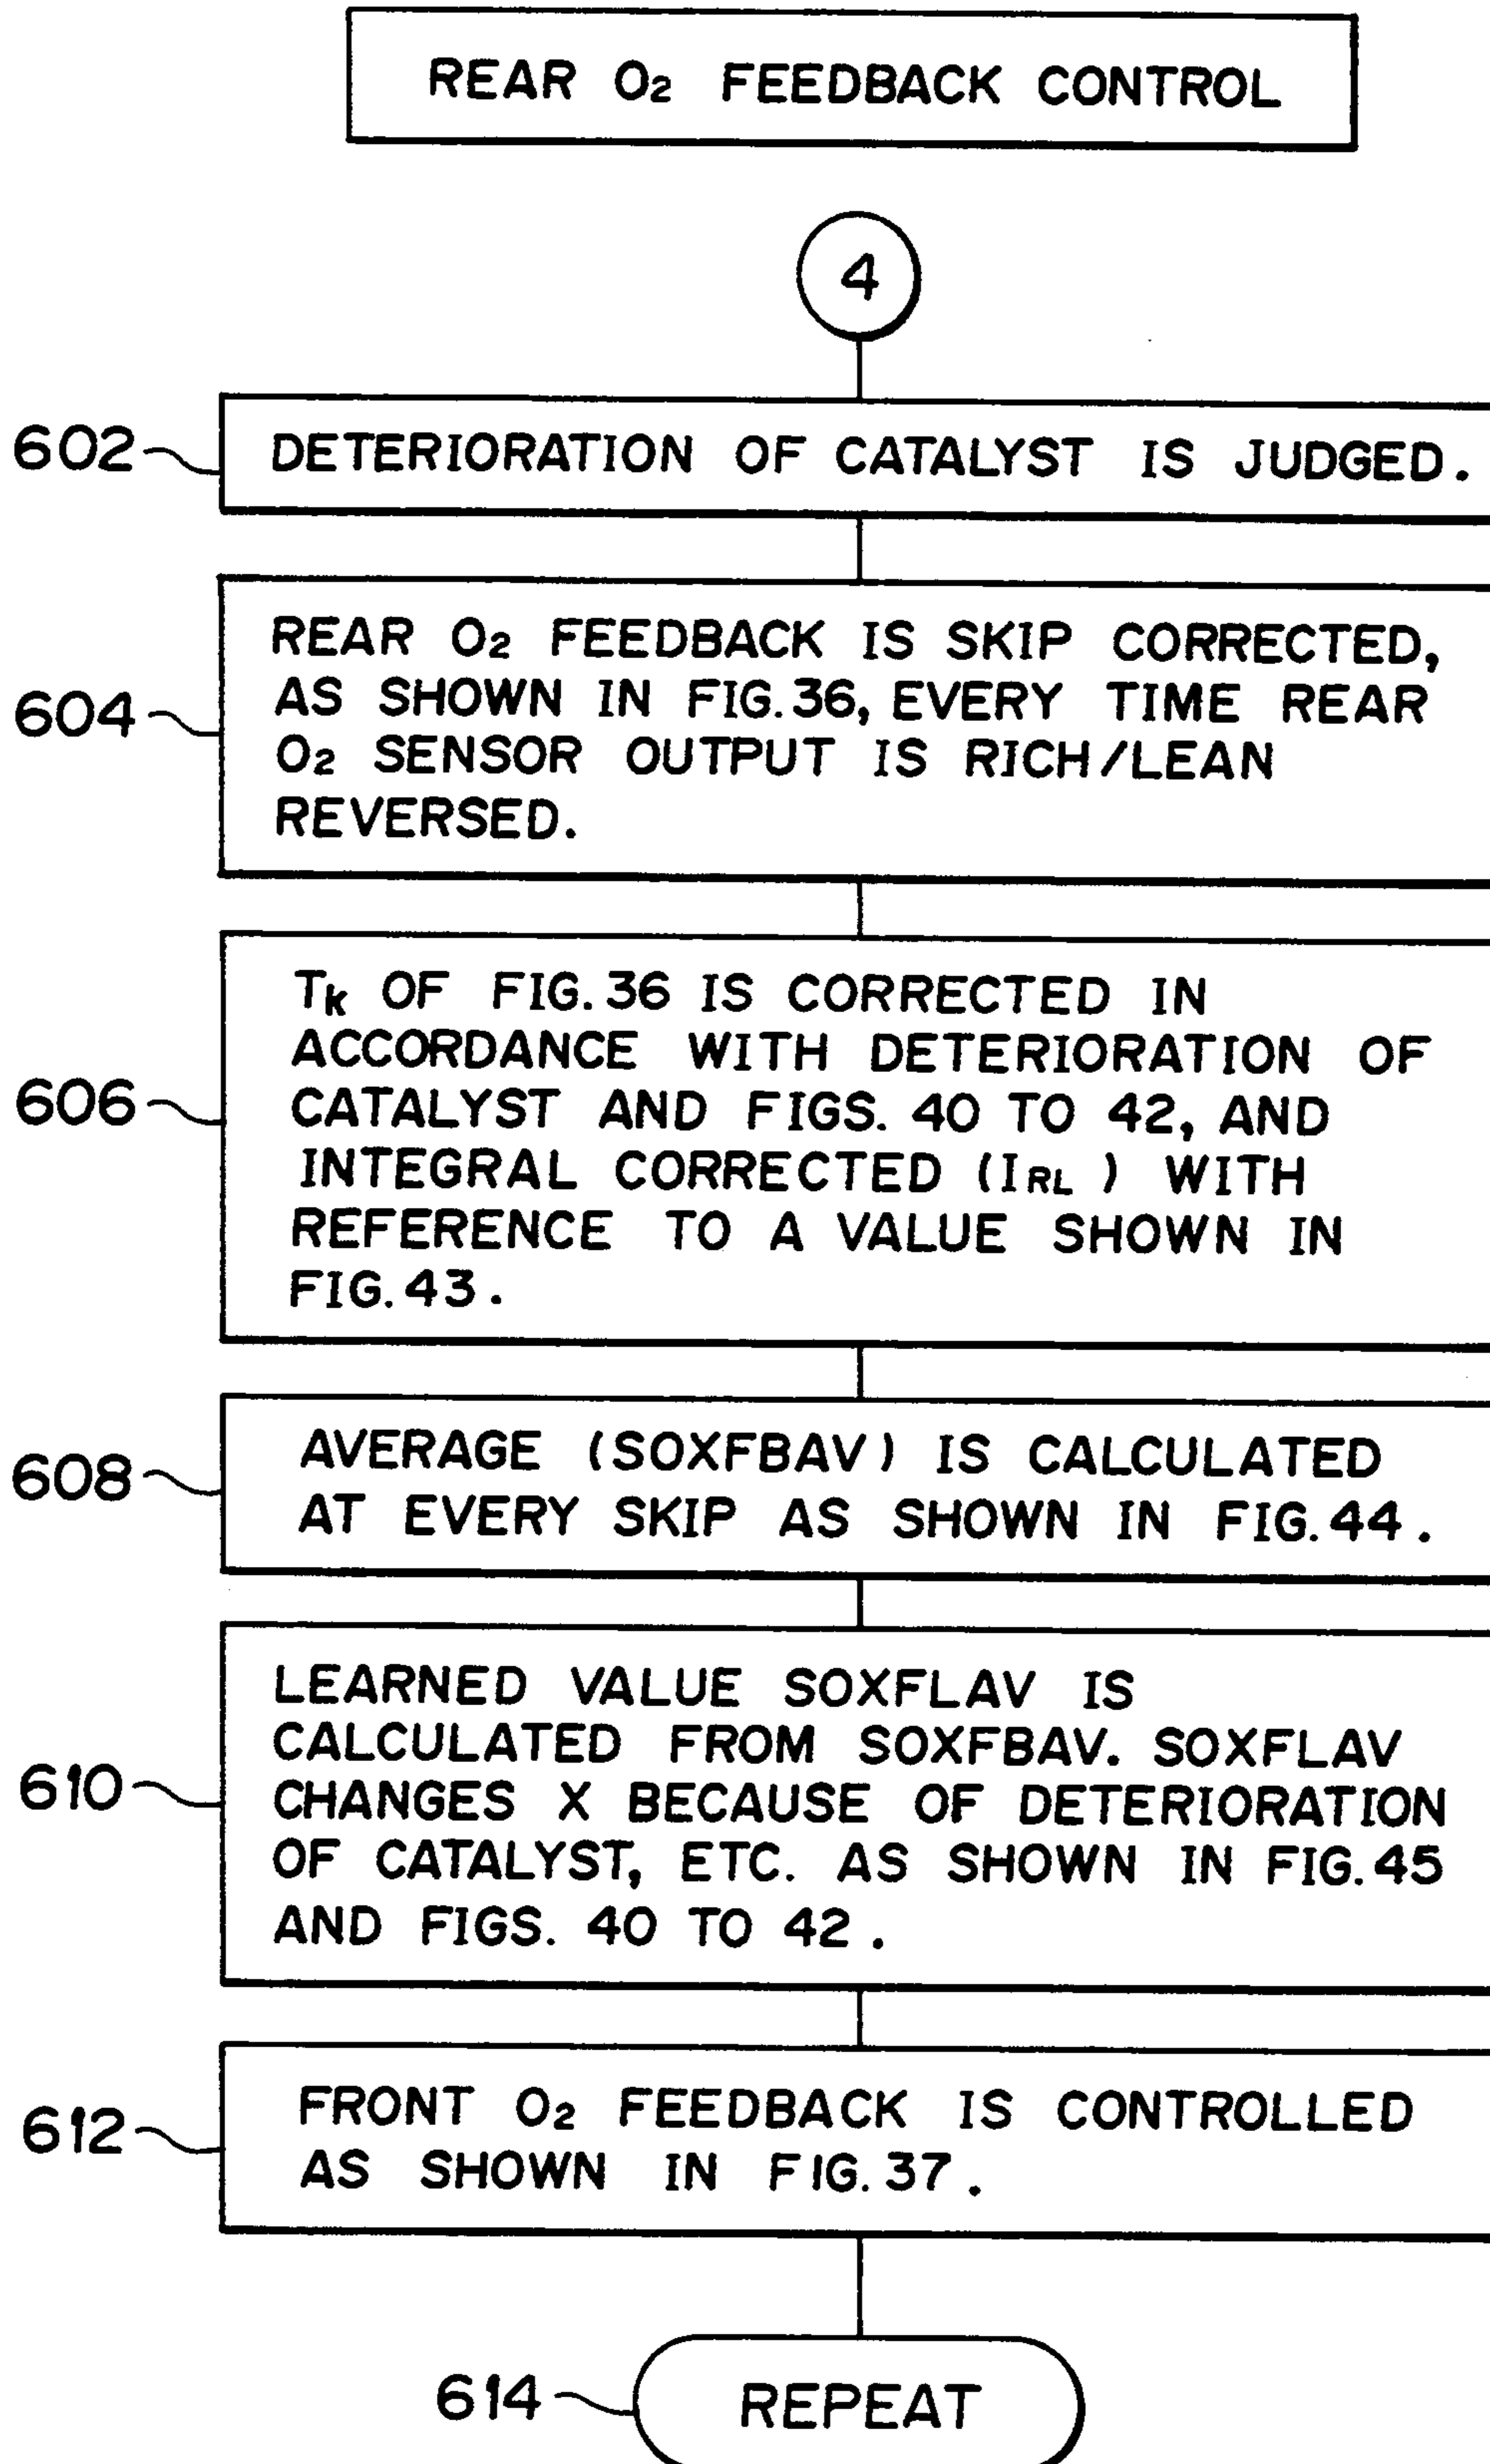 REAR O₂ FEEDBACK CONTROL
4
602
DETERIORATION OF CATALYST IS JUDGED.
604
REAR O₂ FEEDBACK IS SKIP CORRECTED,
AS SHOWN IN FIG.36, EVERY TIME REAR
O₂ SENSOR OUTPUT IS RICH/LEAN
REVERSED.
606
Tk OF FIG.36 IS CORRECTED IN
ACCORDANCE WITH DETERIORATION OF
CATALYST AND FIGS. 40 TO 42, AND
INTEGRAL CORRECTED (IRL ) WITH
REFERENCE TO A VALUE SHOWN IN
FIG.43.
608
AVERAGE (SOXFBAV) IS CALCULATED
AT EVERY SKIP AS SHOWN IN FIG.44.
610
LEARNED VALUE SOXFLAV IS
CALCULATED FROM SOXFBAV. SOXFLAV
CHANGES X BECAUSE OF DETERIORATION
OF CATALYST, ETC. AS SHOWN IN FIG.45
AND FIGS. 40 TO 42.
612
FRONT O₂ FEEDBACK IS CONTROLLED
AS SHOWN IN FIG.37.
614
REPEAT